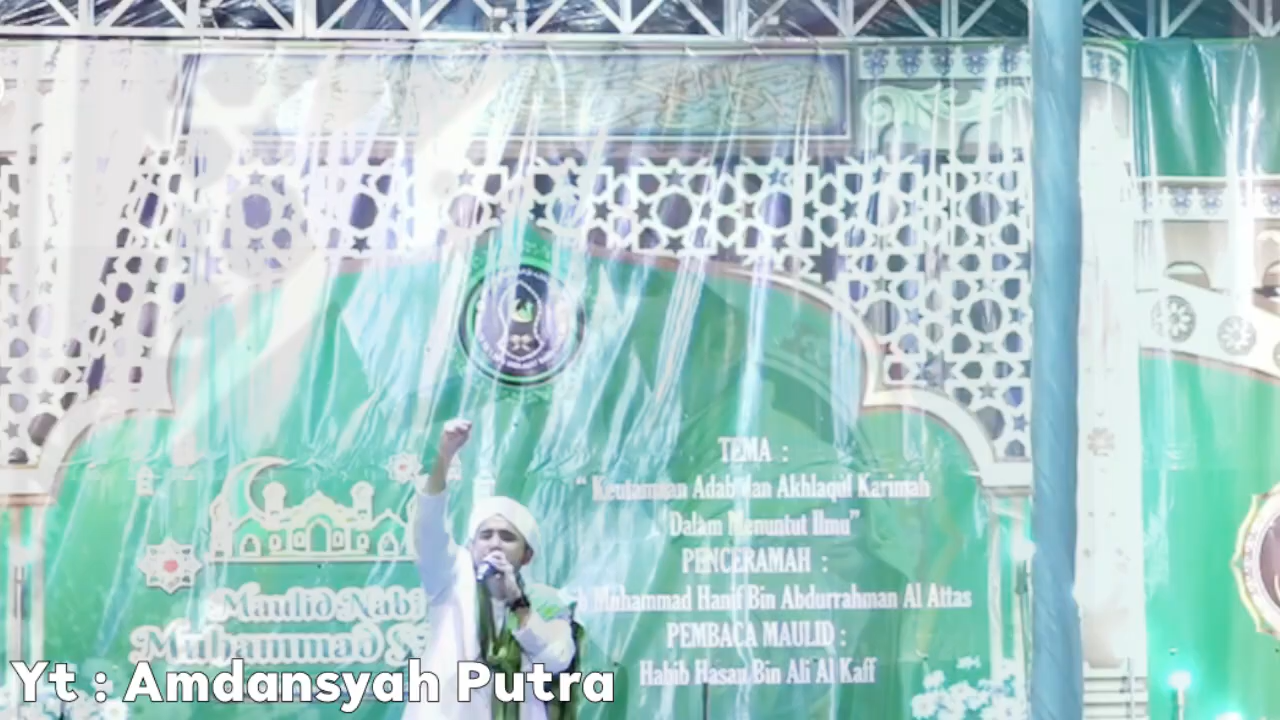 TEMA :
“ Keutamaan Adab dan Akhlaqul Karimah
Dalam Menuntut Ilmu”
PENCERAMAH :
Muhammad Hanif Bin Abdurrahman Al Attas
PEMBACA MAULID :
Habib Hasan Bin Ali Al Kaff
Maulid Nabi
Muhammad
Yt : Amdansyah Putra